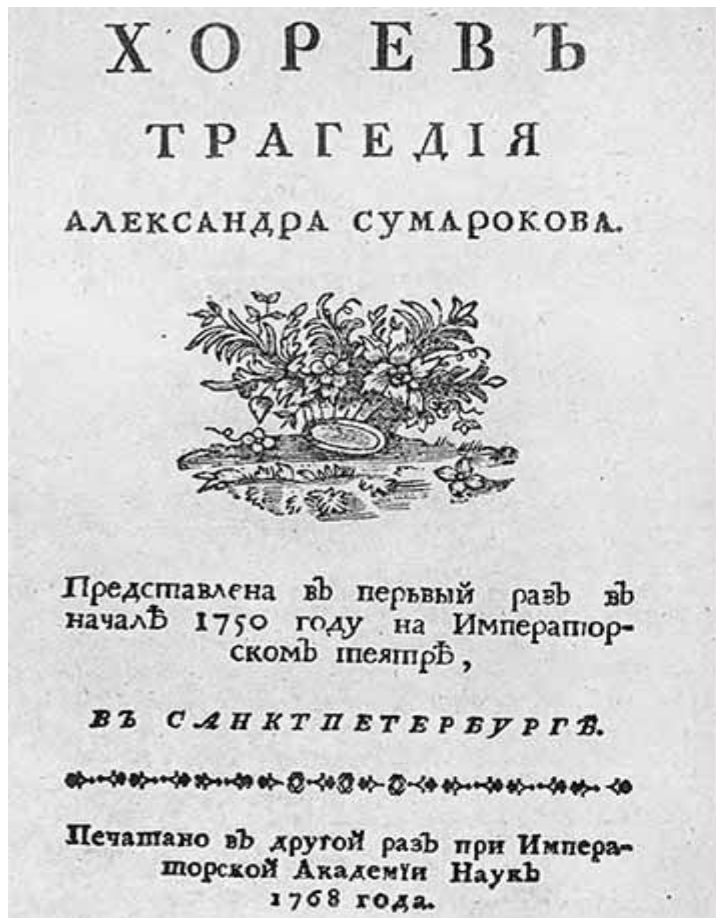 ХОРЕВЪ
ТРАГЕДІЯ
АЛЕКСАНДРА СУМАРОКОВА.
Представлена въ перьвый разъ въ
началѣ 1750 году на Император-
скомъ театрѣ,
ВЪ САНКТПЕТЕРБУРГѢ.
Печатано въ другой разъ при Импера-
торской Академіи Наукъ
1768 года.